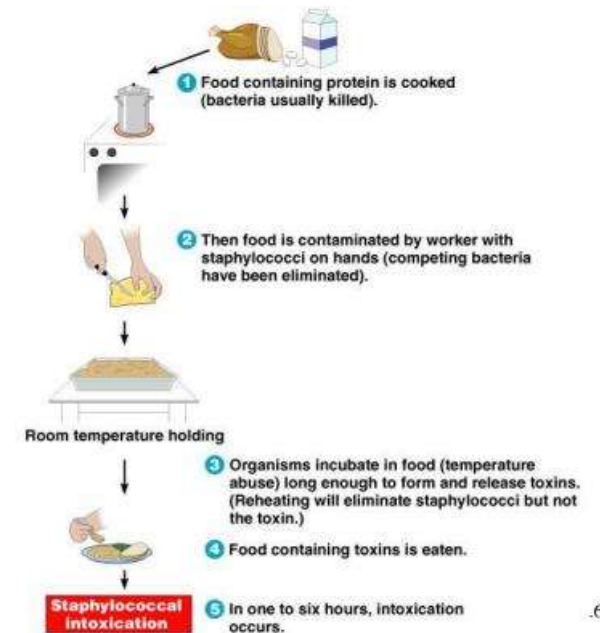 1 Food containing protein is cooked
(bacteria usually killed).
2 Then food is contaminated by worker with
staphylococci on hands (competing bacteria
have been eliminated).
Room temperature holding
3 Organisms incubate in food (temperature
abuse) long enough to form and release toxins.
(Reheating will eliminate staphylococci but not
the toxin.)
4 Food containing toxins is eaten.
Staphylococcal
intoxication
5 In one to six hours, intoxication
occurs.